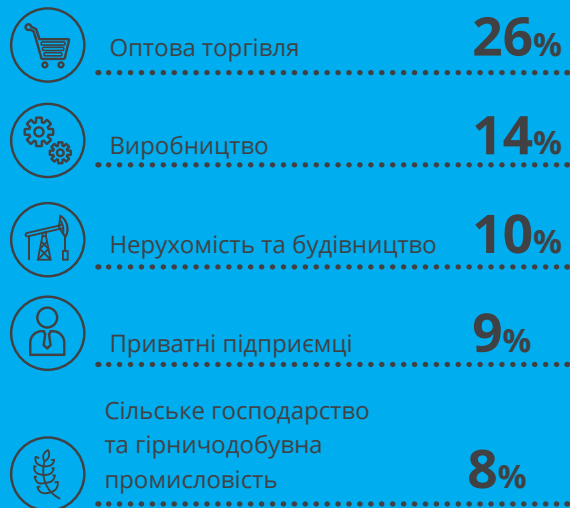 Оптова торгівля 26%
Виробництво 14%
Нерухомість та будівництво 10%
Приватні підприємці 9%
Сільське господарство
та гірничодобувна
промисловість 8%